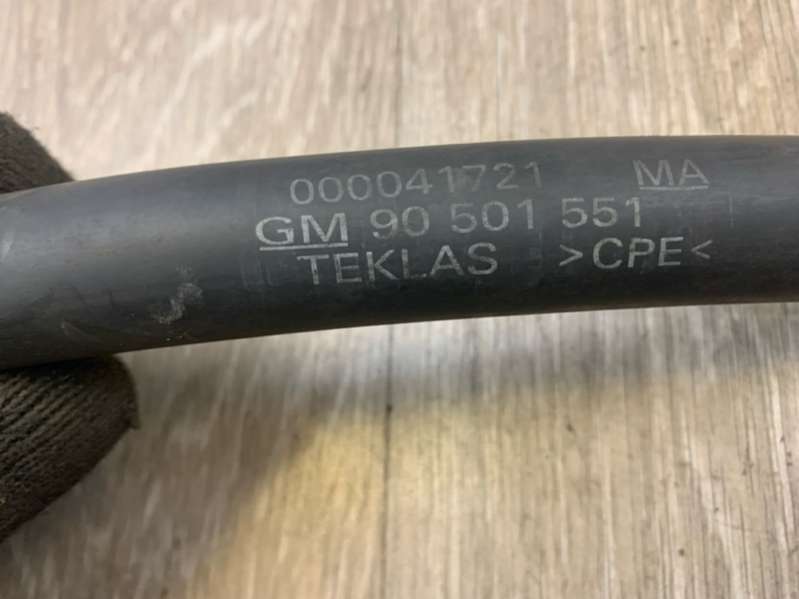 000041721 MA
GM 90 501 551
TEKLAS >CPE<